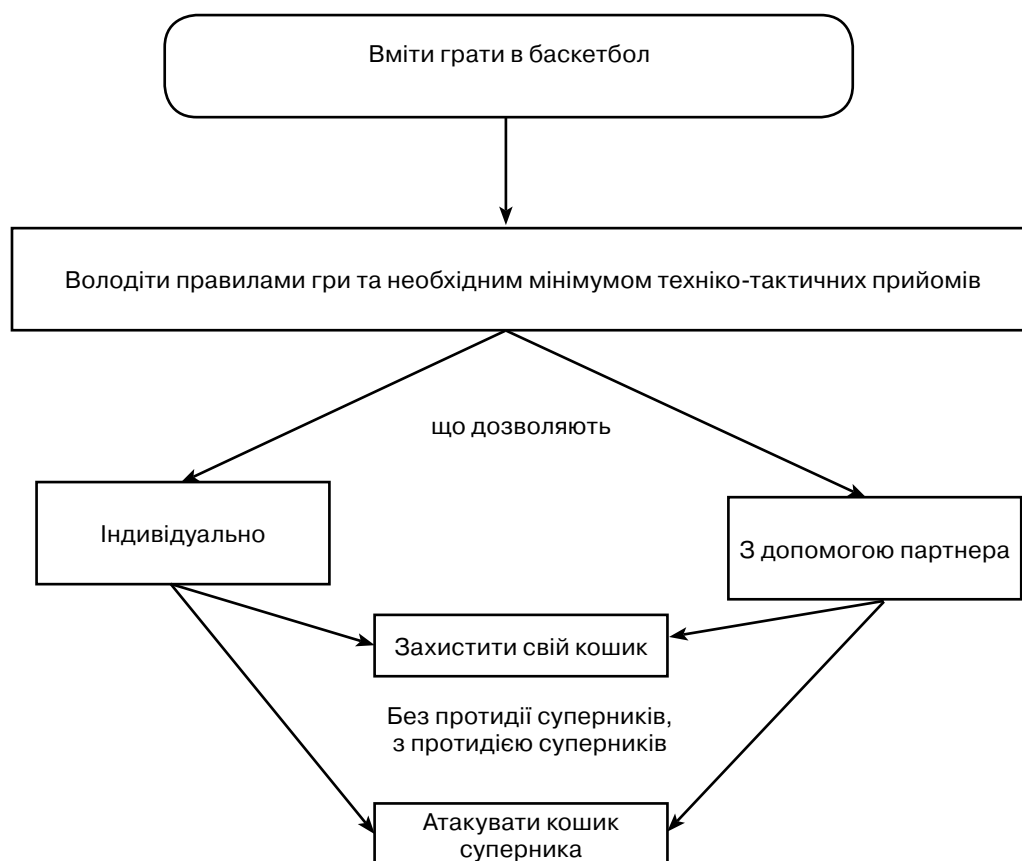 Вміти грати в баскетбол
Володіти правилами гри та необхідним мінімумом техніко-тактичних прийомів
що дозволяють
Індивідуально
З допомогою партнера
Захистити свій кошик
Без протидії суперників,
з протидією суперників
Атакувати кошик
суперника